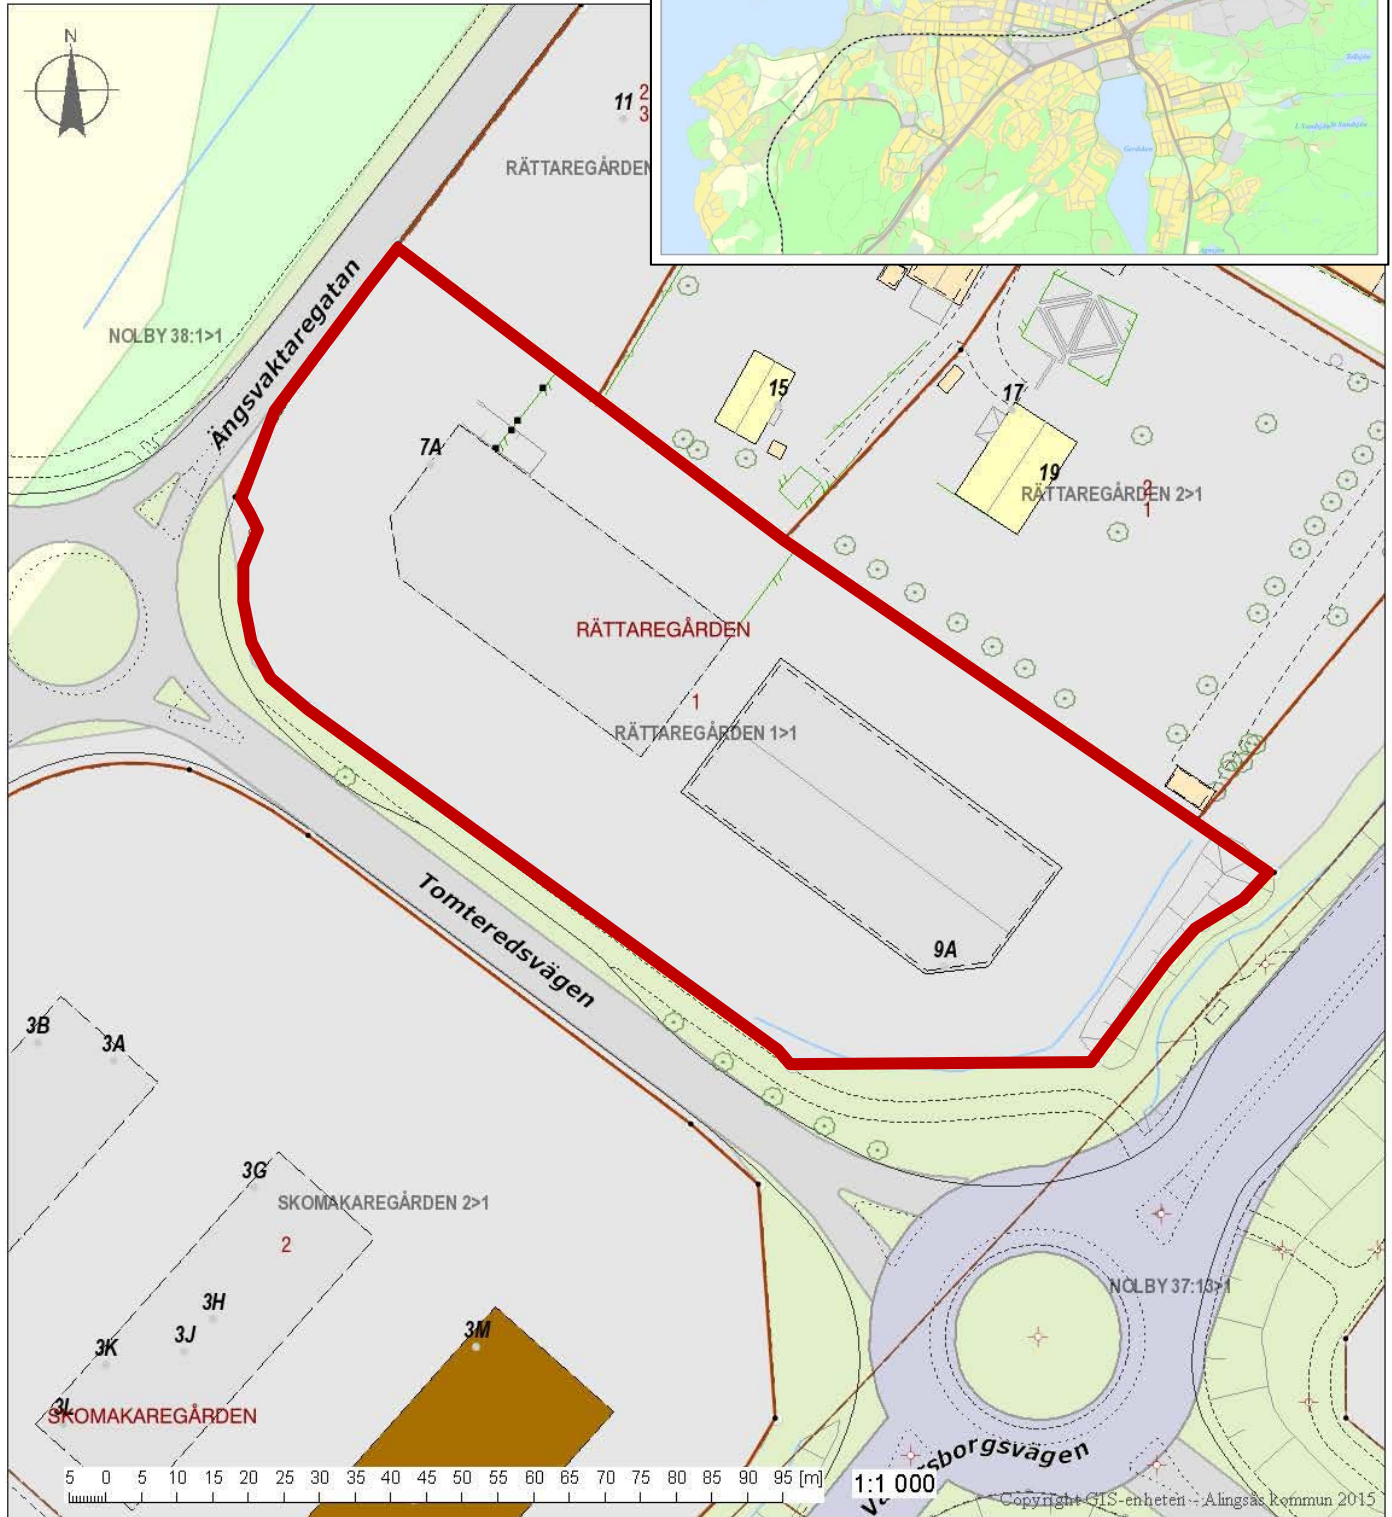 N
11
2
3
RÄTTAREGÅRDEN
Gerdsken
NOLBY 38:1>1
Ängsvaktaregatan
15
17
7A
19
RÄTTAREGÅRDEN 2>1
2
1
RÄTTAREGÅRDEN
1
RÄTTAREGÅRDEN 1>1
Tomteredsvägen
9A
3B
3A
3G
SKOMAKAREGÅRDEN 2>1
2
3H
3J
3K
3M
3L
SKOMAKAREGÅRDEN
NOLBY 37:13>1
sborgsvägen
5 0 5 10 15 20 25 30 35 40 45 50 55 60 65 70 75 80 85 90 95 [m]
1:1 000
Copyright GIS-enheten - Alingsås kommun 2015